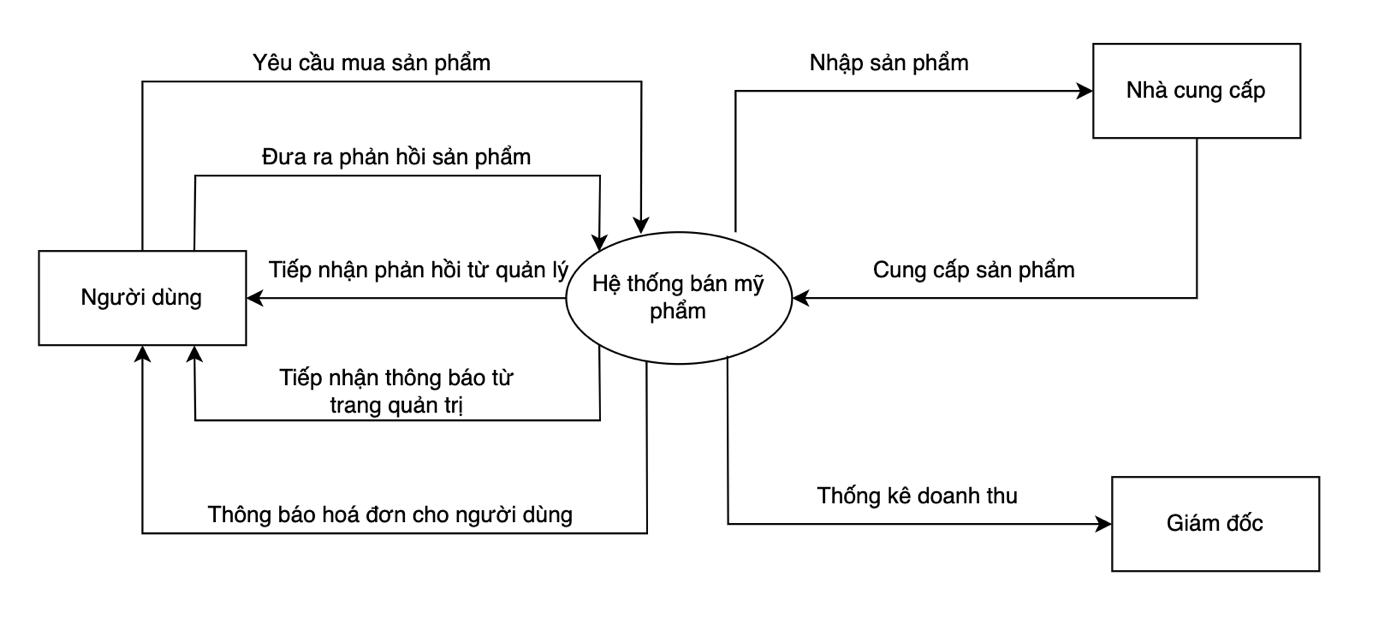 Yêu cầu mua sản phẩm
Nhập sản phẩm
Nhà cung cấp
Đưa ra phản hồi sản phẩm
Tiếp nhận phản hồi từ quản lý
Cung cấp sản phẩm
Hệ thống bán mỹ
phẩm
Người dùng
Tiếp nhận thông báo từ
trang quản trị
Thống kê doanh thu
Thông báo hoá đơn cho người dùng
Giám đốc